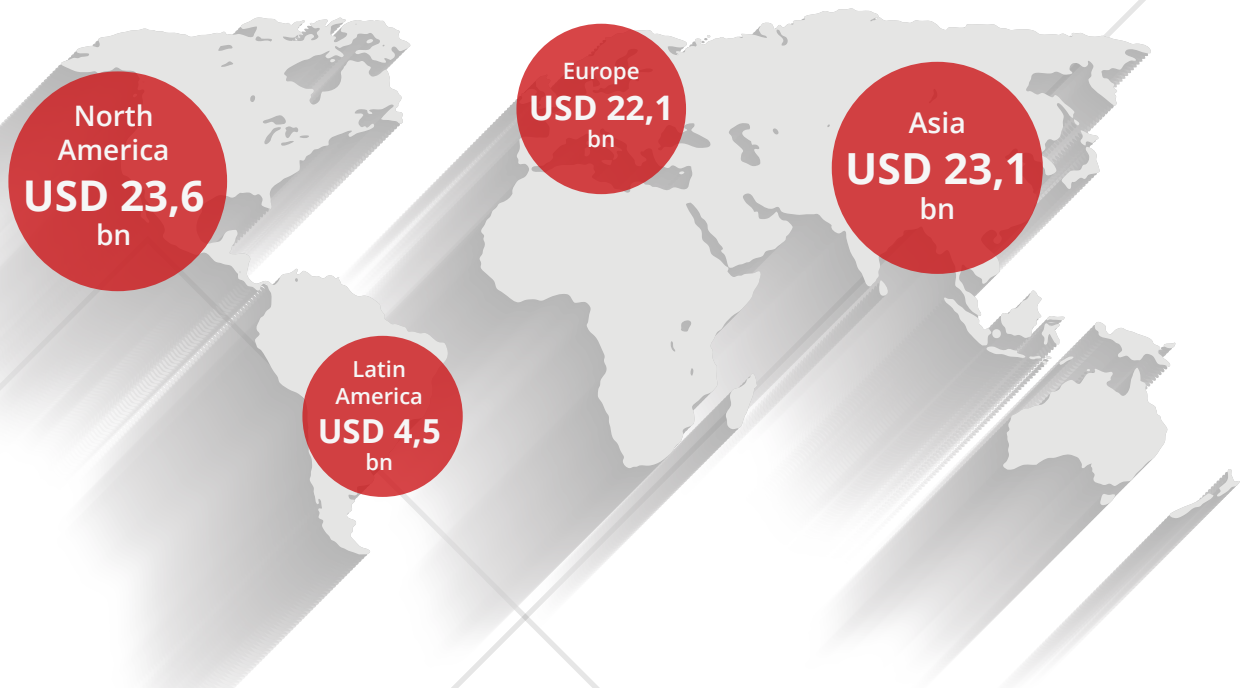 North
America
USD 23,6
bn
Europe
USD 22,1
bn
Asia
USD 23,1
bn
Latin
America
USD 4,5
bn